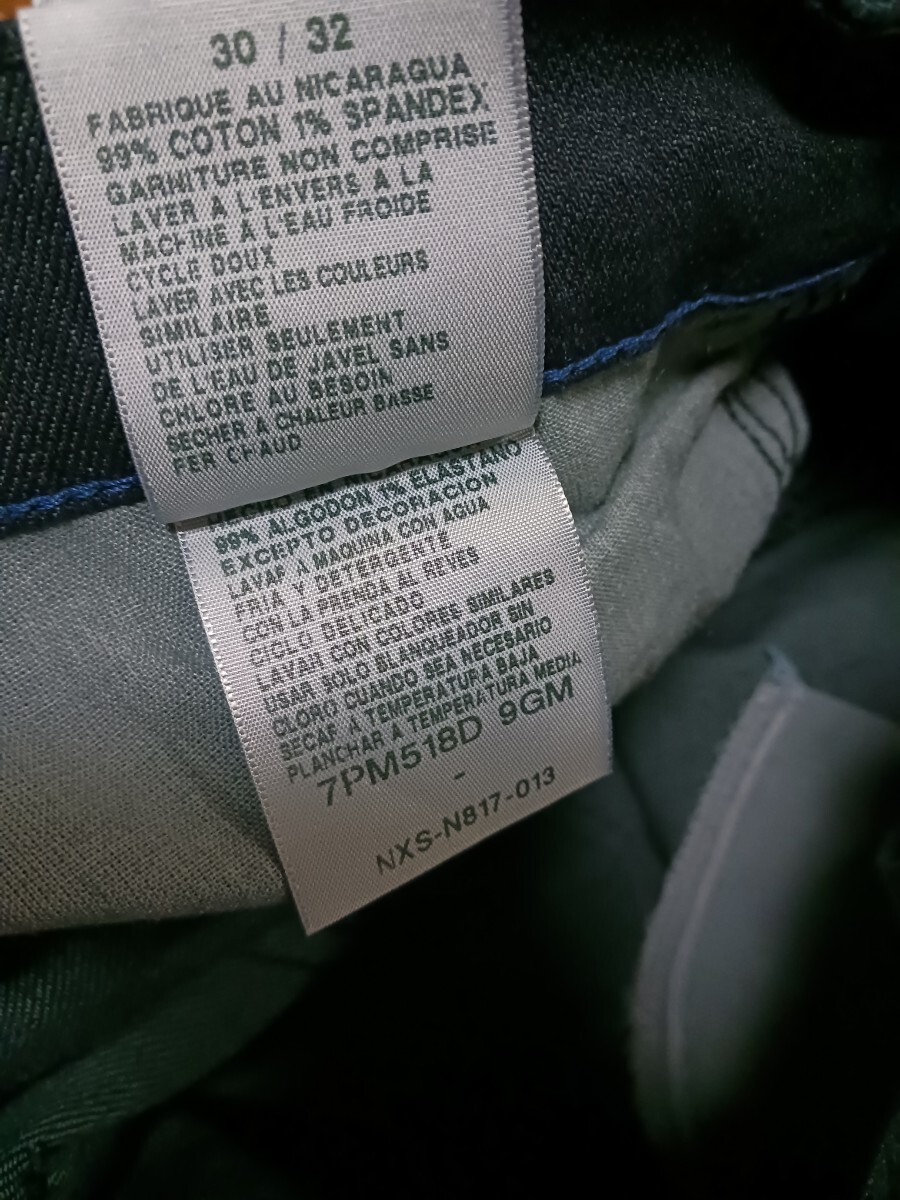 30 / 32
FABRIQUE AU NICARAGUA
99% COTON 1% SPANDEX
GARNITURE NON COMPRISE
LAVER A L'ENVERS A LA
MACHINE À L'EAU FROIDE
CYCLE DOUX
LAVER AVEC LES COULEURS
SIMILAIRE
UTILISER SEULEMENT
DE L'EAU DE JAVEL SANS
CHLORE AU BESOIN
SECHER A CHALEUR BASSE
FER CHAUD
HECHO EN NICARAGUA
99% ALGODON 1% ELASTANO
EXCEPTO DECORACION
LAVAR A MAQUINA CON AGUA
FRIA Y DETERGENTE
CON LA PRENDA AL REVES
CICLO DELICADO
LAVAR CON COLORES SIMILARES
USAR SOLO BLANQUEADOR SIN
CLORO CUANDO SEA NECESARIO
SECAR A TEMPERATURA BAJA
PLANCHAR A TEMPERATURA MEDIA
7PM518D 9GM
-
NXS-N817-013